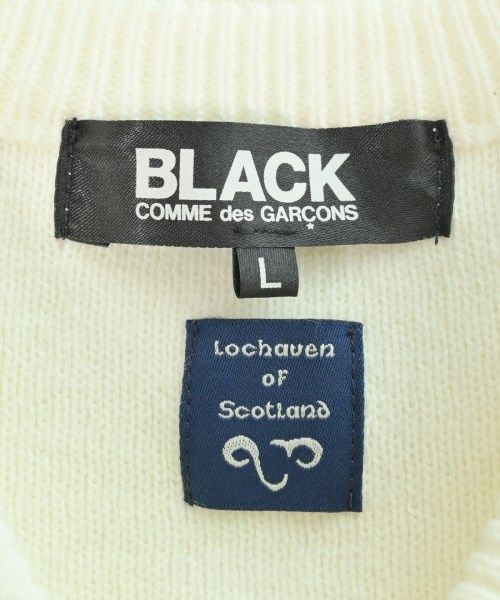 BLACK
COMME des GARÇONS
L
Lochaven
of
Scotland